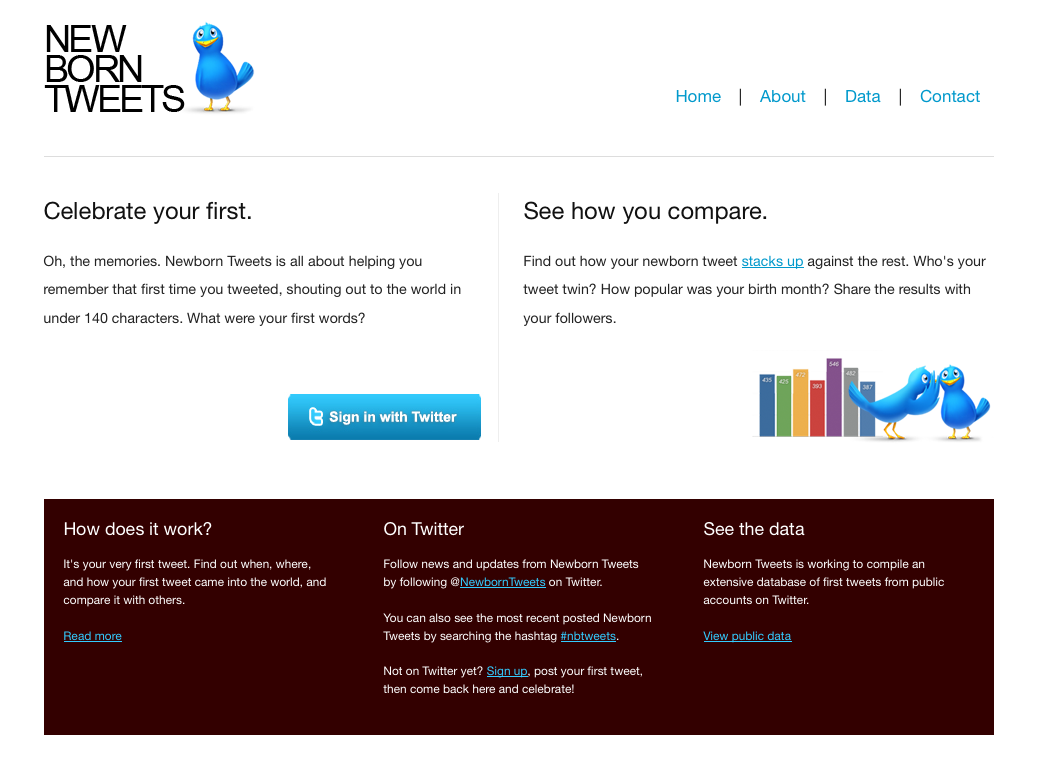 NEW
BORN
TWEETS
Home | About | Data | Contact
Celebrate your first.
Oh, the memories. Newborn Tweets is all about helping you
remember that first time you tweeted, shouting out to the world in
under 140 characters. What were your first words?
Sign in with Twitter
See how you compare.
Find out how your newborn tweet stacks up against the rest. Who's your
tweet twin? How popular was your birth month? Share the results with
your followers.
435 425 472 393 546 482 387
How does it work?
It's your very first tweet. Find out when, where,
and how your first tweet came into the world, and
compare it with others.
Read more
On Twitter
Follow news and updates from Newborn Tweets
by following @NewbornTweets on Twitter.
You can also see the most recent posted Newborn
Tweets by searching the hashtag #nbtweets.
Not on Twitter yet? Sign up, post your first tweet,
then come back here and celebrate!
See the data
Newborn Tweets is working to compile an
extensive database of first tweets from public
accounts on Twitter.
View public data